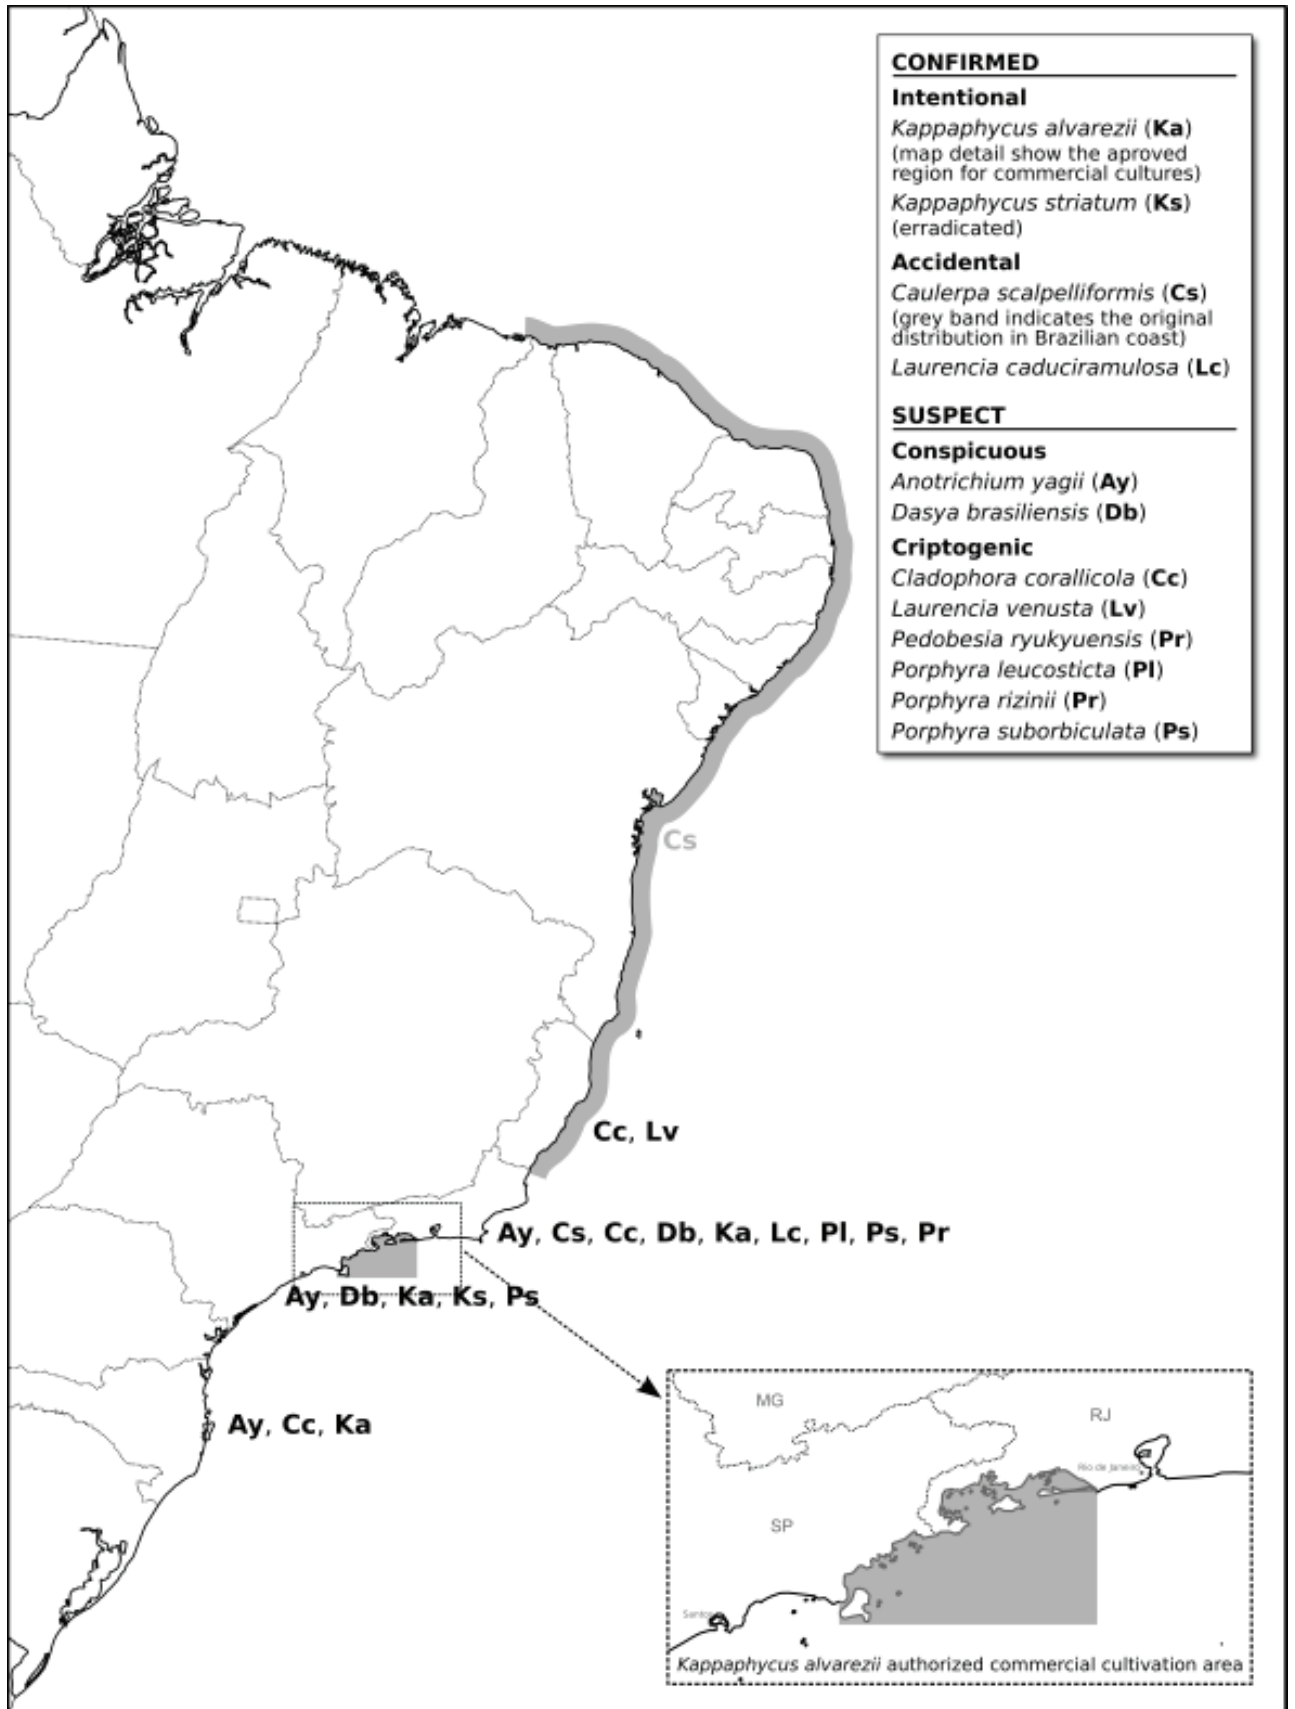 CONFIRMED
Intentional
Kappaphycus alvarezii (Ka)
(map detail show the aproved
region for commercial cultures)
Kappaphycus striatum (Ks)
(erradicated)
Accidental
Caulerpa scalpelliformis (Cs)
(grey band indicates the original
distribution in Brazilian coast)
Laurencia caduciramulosa (Lc)
SUSPECT
Conspicuous
Anotrichium yagii (Ay)
Dasya brasiliensis (Db)
Criptogenic
Cladophora corallicola (Cc)
Laurencia venusta (Lv)
Pedobesia ryukyuensis (Pr)
Porphyra leucosticta (Pl)
Porphyra rizinii (Pr)
Porphyra suborbiculata (Ps)
Cs
Cc, Lv
Ay, Cs, Cc, Db, Ka, Lc, Pl, Ps, Pr
Ay, Db, Ka, Ks, Ps
Ay, Cc, Ka
MG
RJ
Rio de Janeiro
SP
Santos
Kappaphycus alvarezii authorized commercial cultivation area